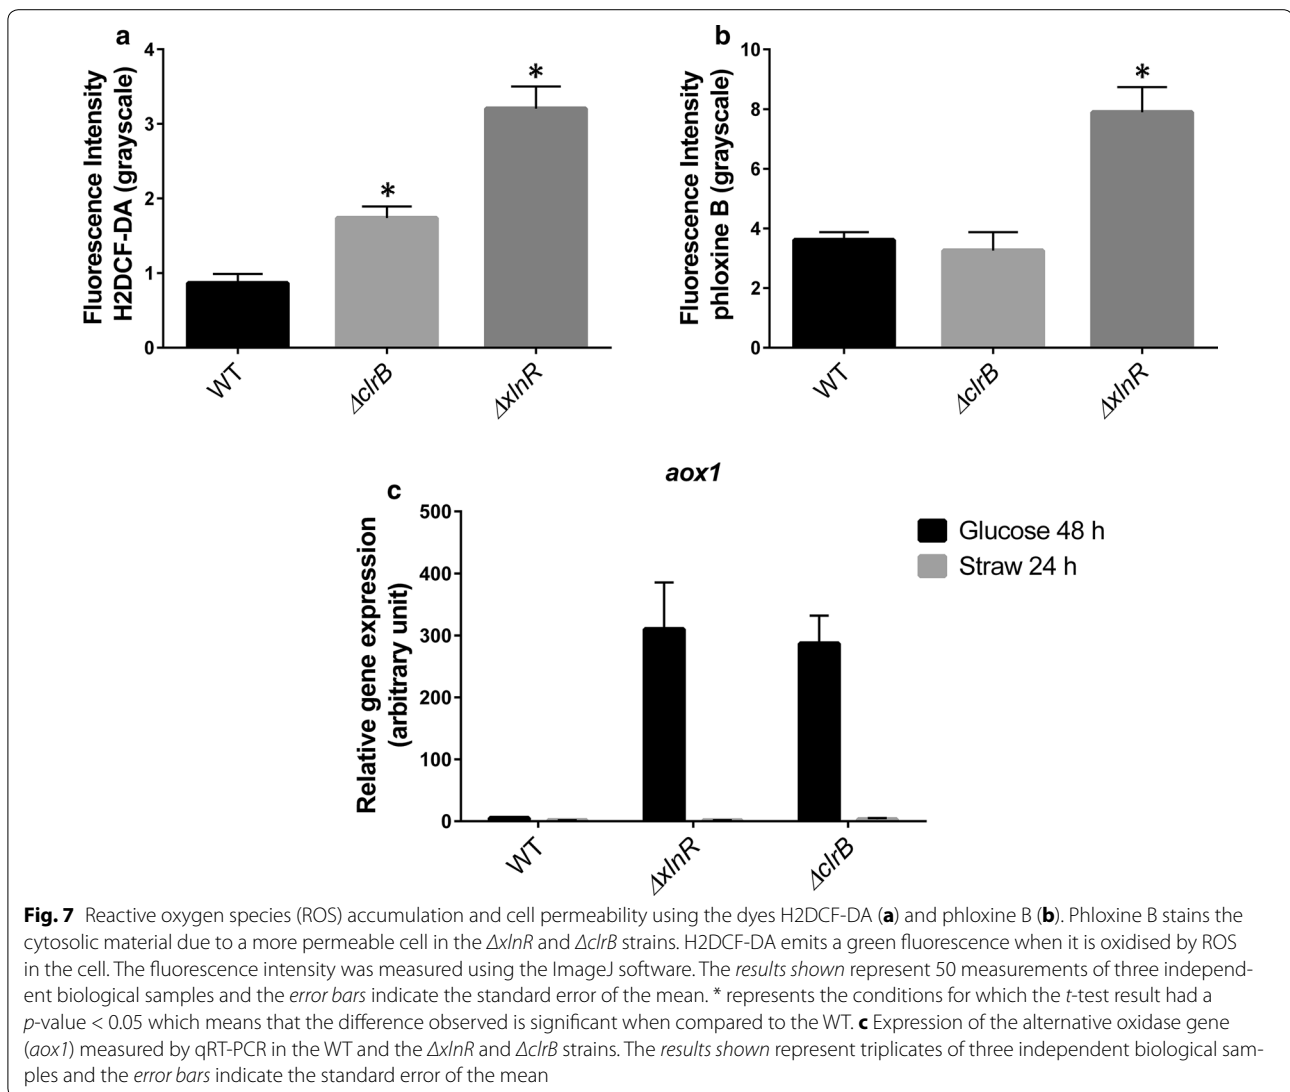 a
Fluorescence Intensity
H2DCF-DA (grayscale)
4
3
2
1
0
*
*
WT
ΔclrB
ΔxlnR
b
Fluorescence Intensity
phloxine B (grayscale)
10
8
6
4
2
0
*
WT
ΔclrB
ΔxlnR
aox1
c
Relative gene expression
(arbitrary unit)
500
400
300
200
100
0
WT
ΔxlnR
ΔclrB
Glucose 48 h
Straw 24 h
Fig. 7 Reactive oxygen species (ROS) accumulation and cell permeability using the dyes H2DCF-DA (a) and phloxine B (b). Phloxine B stains the
cytosolic material due to a more permeable cell in the ΔxlnR and ΔclrB strains. H2DCF-DA emits a green fluorescence when it is oxidised by ROS
in the cell. The fluorescence intensity was measured using the ImageJ software. The results shown represent 50 measurements of three independ-
ent biological samples and the error bars indicate the standard error of the mean. * represents the conditions for which the t-test result had a
p-value < 0.05 which means that the difference observed is significant when compared to the WT. c Expression of the alternative oxidase gene
(aox1) measured by qRT-PCR in the WT and the ΔxlnR and ΔclrB strains. The results shown represent triplicates of three independent biological sam-
ples and the error bars indicate the standard error of the mean